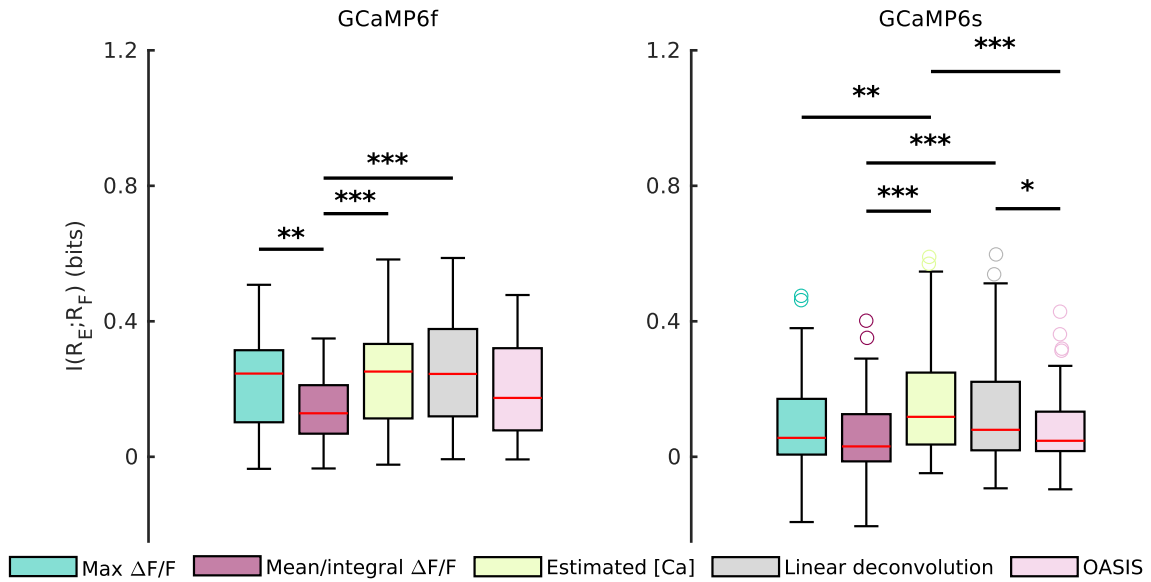 GCaMP6f
GCaMP6s
1.2
0.8
0.4
0
I(R_E;R_F) (bits)
**
***
***
1.2
0.8
0.4
0
***
**
***
***
*
Max ΔF/F
Mean/integral ΔF/F
Estimated [Ca]
Linear deconvolution
OASIS